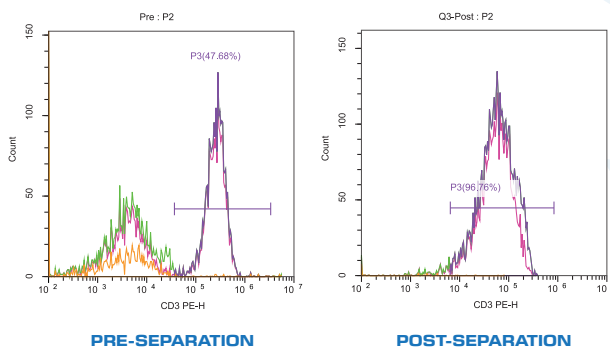 Pre : P2
P3(47.68%)
Count
150
100
50
0
10 2
10 3
10 4
10 5
10 6
10 7
CD3 PE-H
PRE-SEPARATION
Q3-Post : P2
P3(96.76%)
Count
150
100
50
0
10 2
10 3
10 4
10 5
10 6
10
CD3 PE-H
POST-SEPARATION